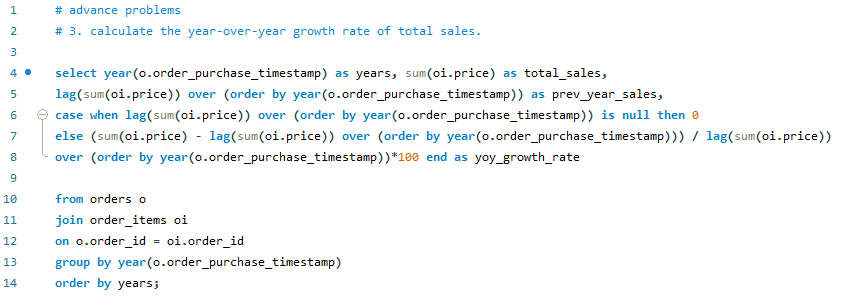 1 # advance problems
2 # 3. calculate the year-over-year growth rate of total sales.
3
4 select year(o.order_purchase_timestamp) as years, sum(oi.price) as total_sales,
5 lag(sum(oi.price)) over (order by year(o.order_purchase_timestamp)) as prev_year_sales,
6 case when lag(sum(oi.price)) over (order by year(o.order_purchase_timestamp)) is null then 0
7 else (sum(oi.price) - lag(sum(oi.price)) over (order by year(o.order_purchase_timestamp))) / lag(sum(oi.price))
8 over (order by year(o.order_purchase_timestamp))*100 end as yoy_growth_rate
9
10 from orders o
11 join order_items oi
12 on o.order_id = oi.order_id
13 group by year(o.order_purchase_timestamp)
14 order by years;